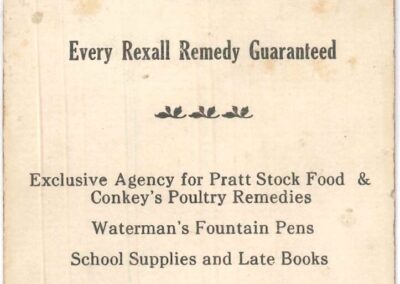 Every Rexall Remedy Guaranteed
Exclusive Agency for Pratt Stock Food &
Conkey's Poultry Remedies
Waterman's Fountain Pens
School Supplies and Late Books